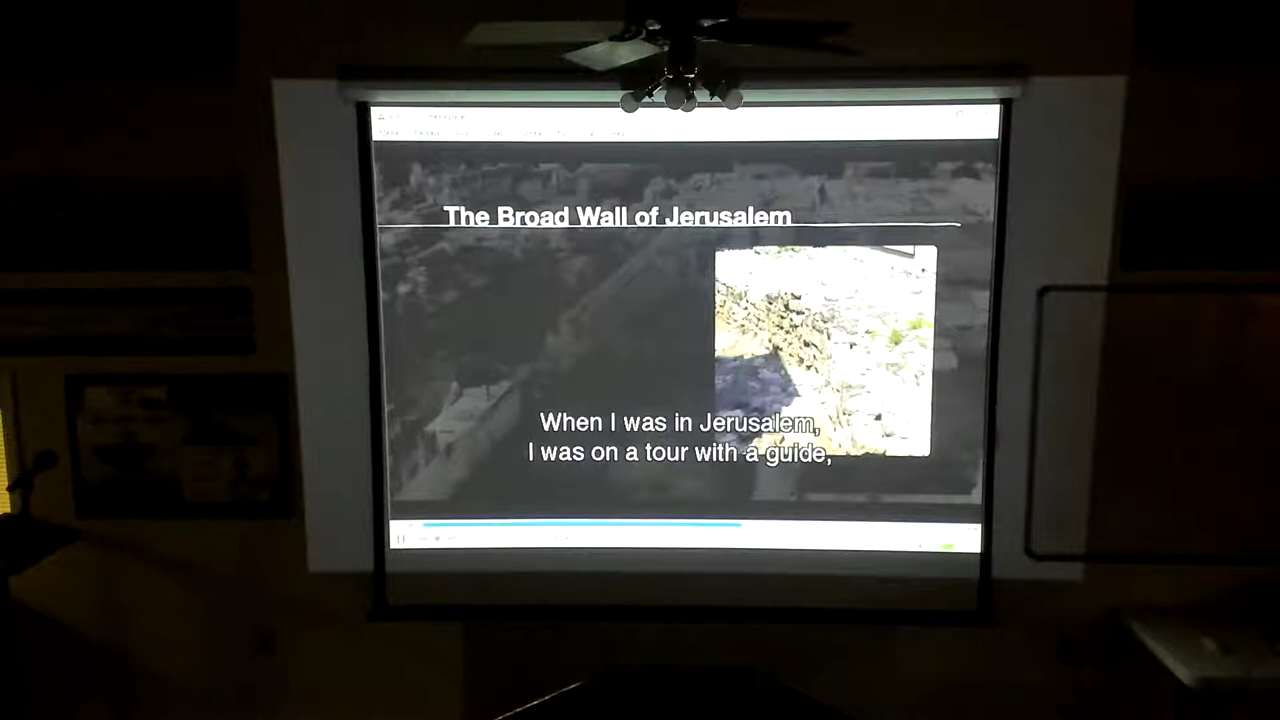 The Broad Wall of Jerusalem
When I was in Jerusalem,
I was on a tour with a guide,